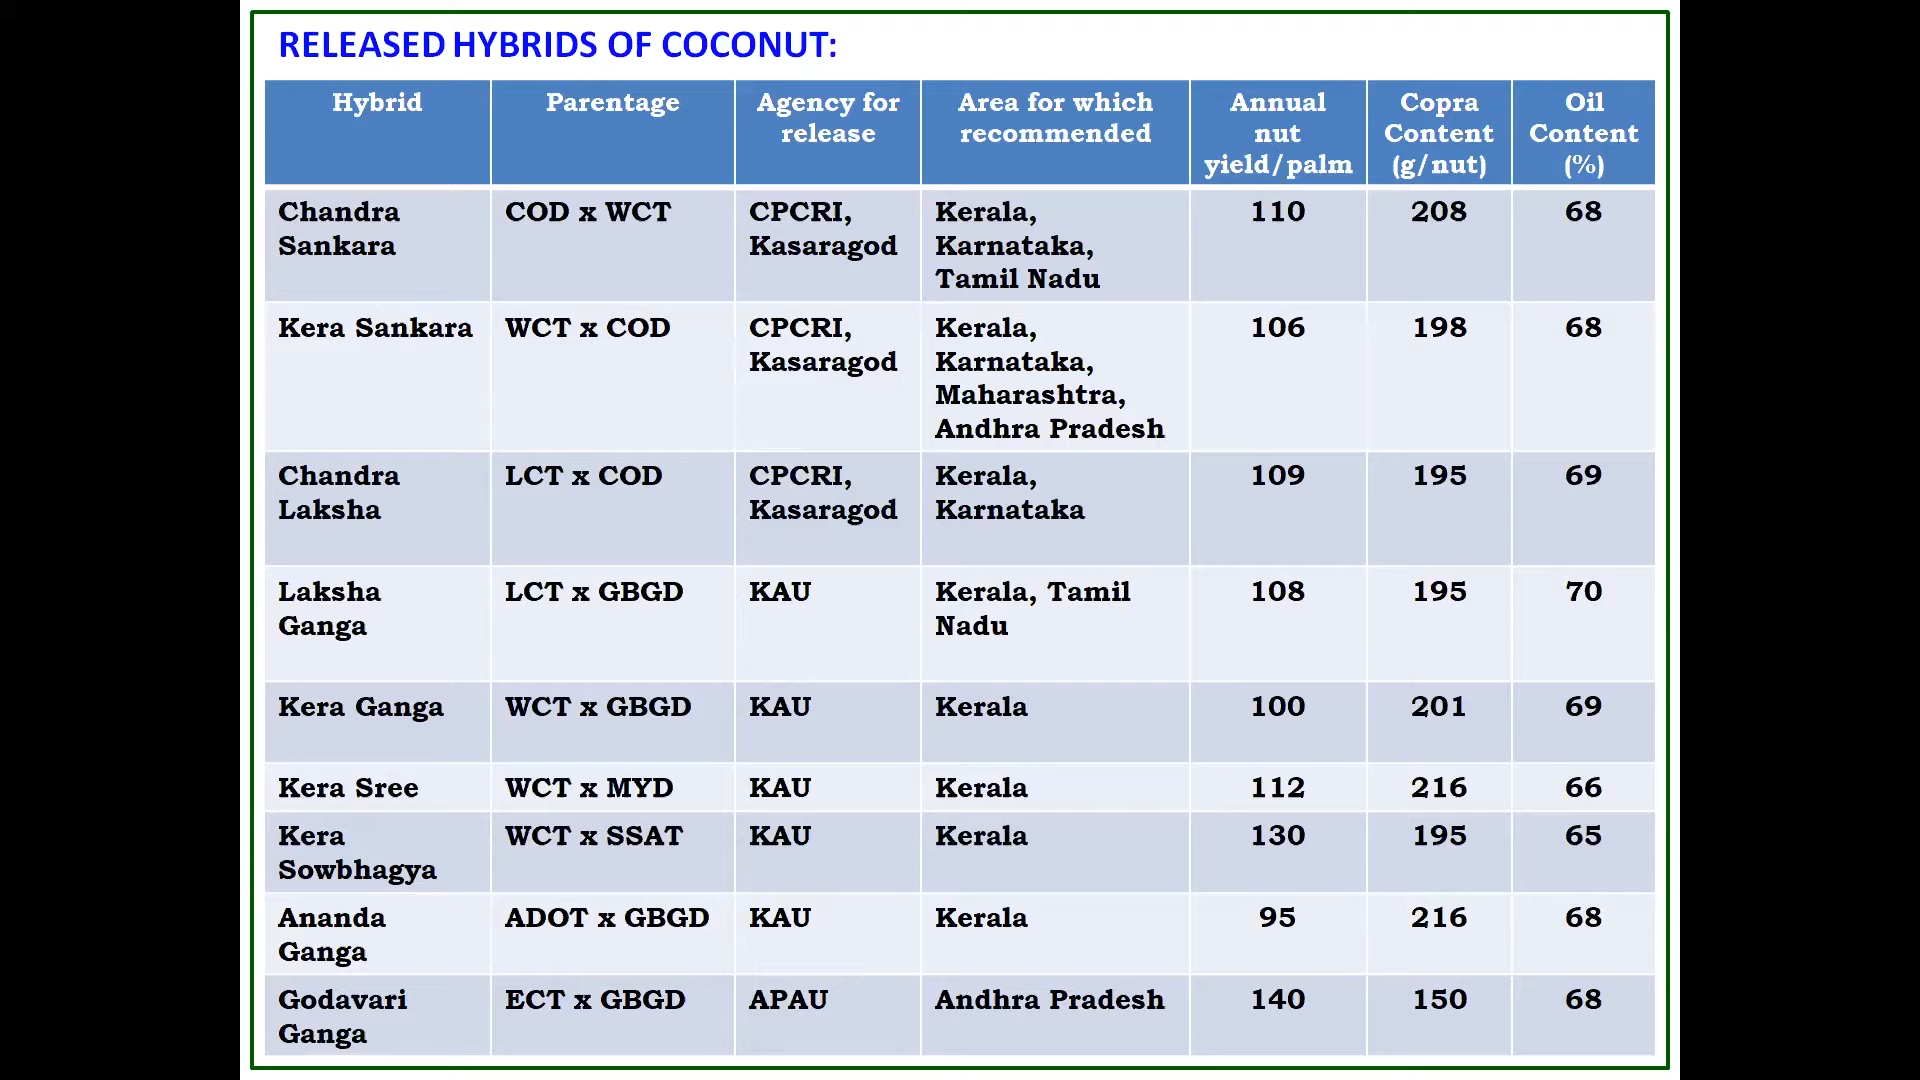 RELEASED HYBRIDS OF COCONUT:
Hybrid Parentage Agency for release Area for which recommended Annual nut yield/palm Copra Content (g/nut) Oil Content (%)
Chandra Sankara COD x WCT CPCRI, Kasaragod Kerala, Karnataka, Tamil Nadu 110 208 68
Kera Sankara WCT x COD CPCRI, Kasaragod Kerala, Karnataka, Maharashtra, Andhra Pradesh 106 198 68
Chandra Laksha LCT x COD CPCRI, Kasaragod Kerala, Karnataka 109 195 69
Laksha Ganga LCT x GBGD KAU Kerala, Tamil Nadu 108 195 70
Kera Ganga WCT x GBGD KAU Kerala 100 201 69
Kera Sree WCT x MYD KAU Kerala 112 216 66
Kera Sowbhagya WCT x SSAT KAU Kerala 130 195 65
Ananda Ganga ADOT x GBGD KAU Kerala 95 216 68
Godavari Ganga ECT x GBGD APAU Andhra Pradesh 140 150 68